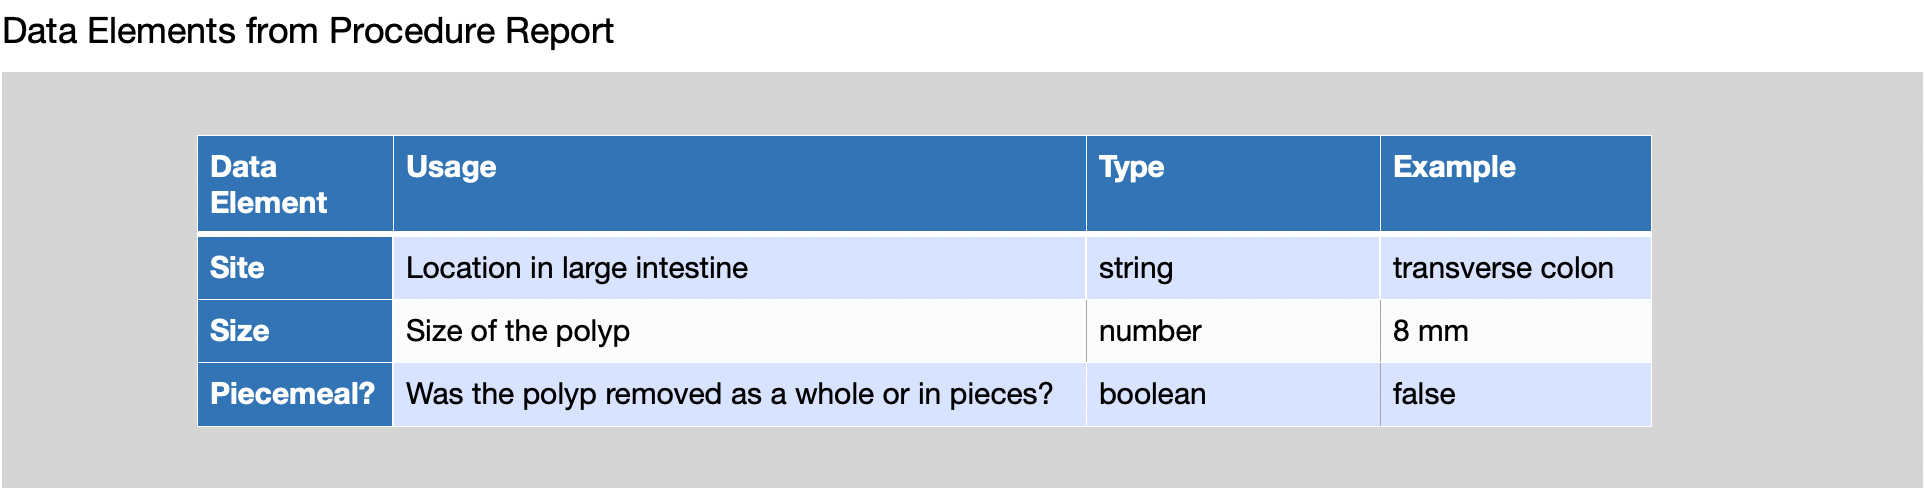 Data Elements from Procedure Report
Data Element Usage Type Example
Site Location in large intestine string transverse colon
Size Size of the polyp number 8 mm
Piecemeal? Was the polyp removed as a whole or in pieces? boolean false